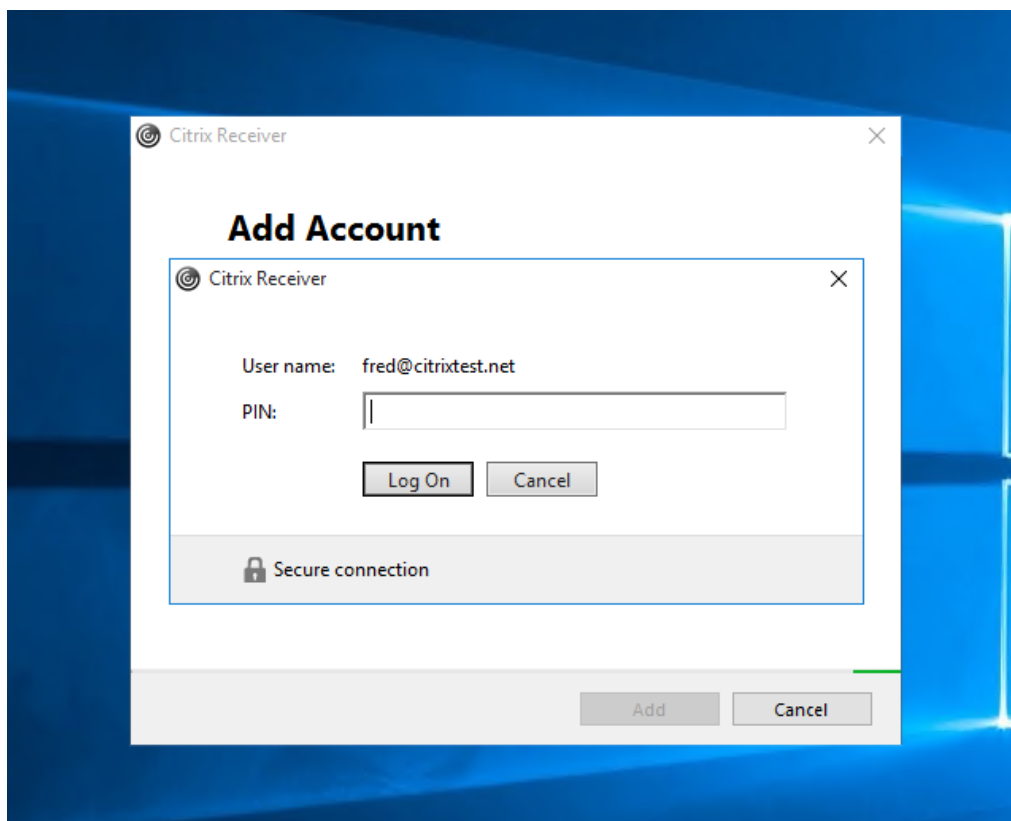 Citrix Receiver
Add Account
Citrix Receiver
User name: fred@citrixtest.net
PIN:
Log On Cancel
Secure connection
Add Cancel